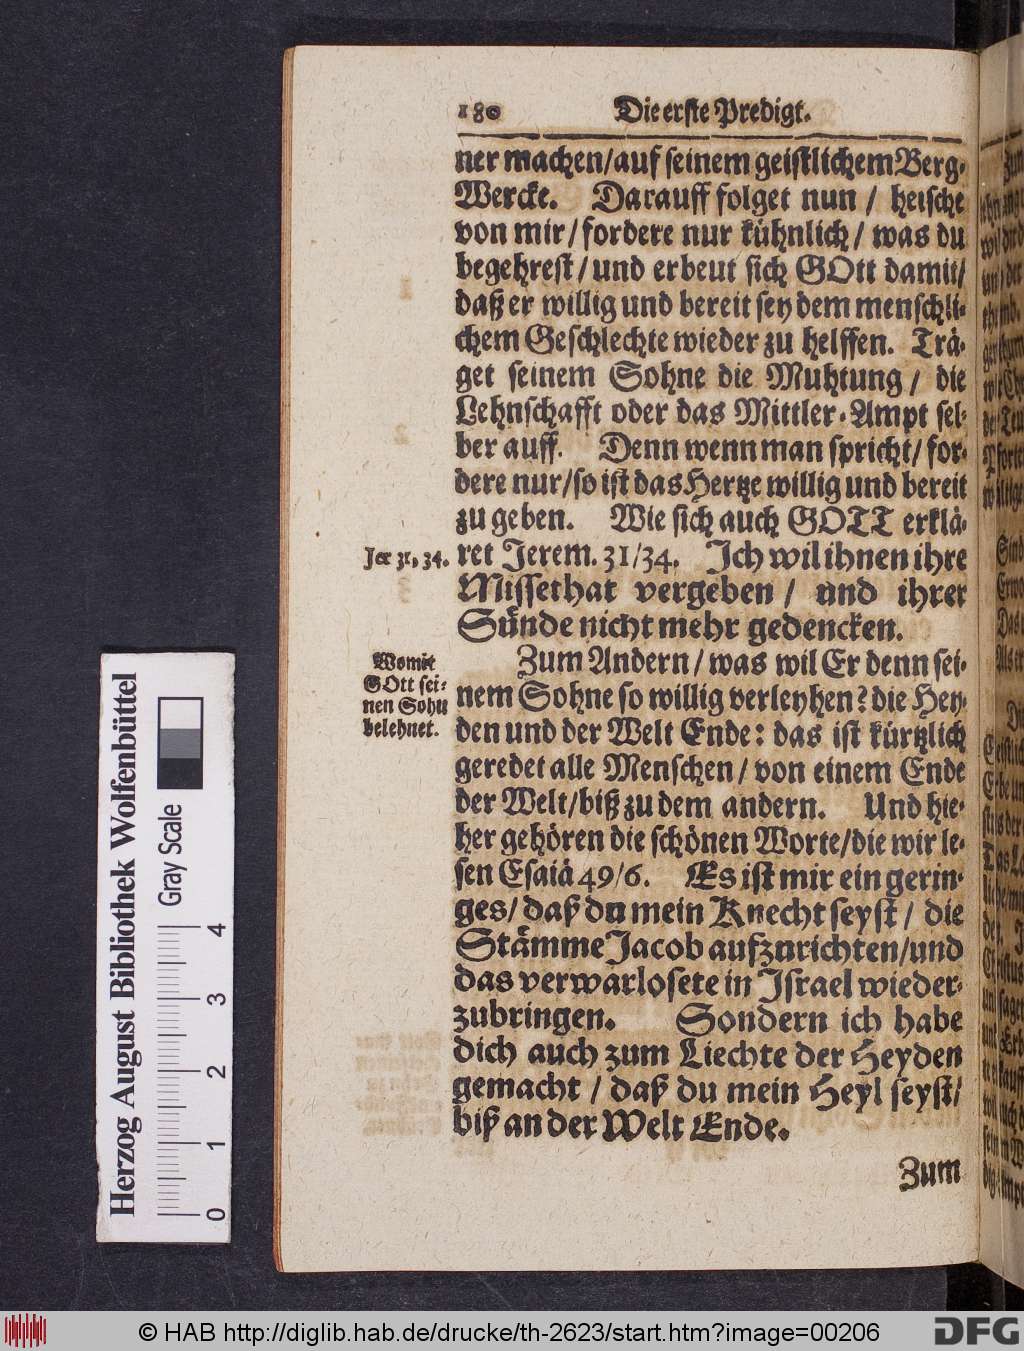 180 Die erste Predigt.
ner machen/auf seinem geistlichem Berg-
Wercke. Darauff folget nun / heische
von mir/fordere nur kühnlich/ was du
begehrest/und erbeut sich GOtt damit/
daß er willig und bereit sey dem menschli-
chem Geschlechte wieder zu helffen. Trä-
get seinem Sohne die Muhtung/ die
Lehnschafft oder das Mittler-Ampt sel-
ber auff. Denn wenn man spricht/ for-
dere nur/so ist das Hertze willig und bereit
zu geben. Wie sich auch GOTT erklä-
Jer 31, 34.
ret Jerem. 31/34. Ich wil ihnen ihre
Missethat vergeben / und ihrer
Sünde nicht mehr gedencken.
Womit
GOtt sei-
nen Sohn
belehnet.
Zum Andern/was wil Er denn sei-
nem Sohne so willig verleyhen? die Hey-
den und der Welt Ende: das ist kürtzlich
geredet alle Menschen/ von einem Ende
der Welt/biß zu dem andern. Und hie-
her gehören die schönen Worte/die wir le-
sen Esaiä 49/6. Es ist mir ein gerin-
ges/ daß du mein Knecht seyst/ die
Stämme Jacob aufzurichten/und
das verwarlosete in Israel wieder-
zubringen. Sondern ich habe
dich auch zum Liechte der Heyden
gemacht / daß du mein Heyl seyst/
biß an der Welt Ende.
Zum
Herzog August Bibliothek Wolfenbüttel
Gray Scale
0 1 2 3 4
© HAB http://diglib.hab.de/drucke/th-2623/start.htm?image=00206
DFG